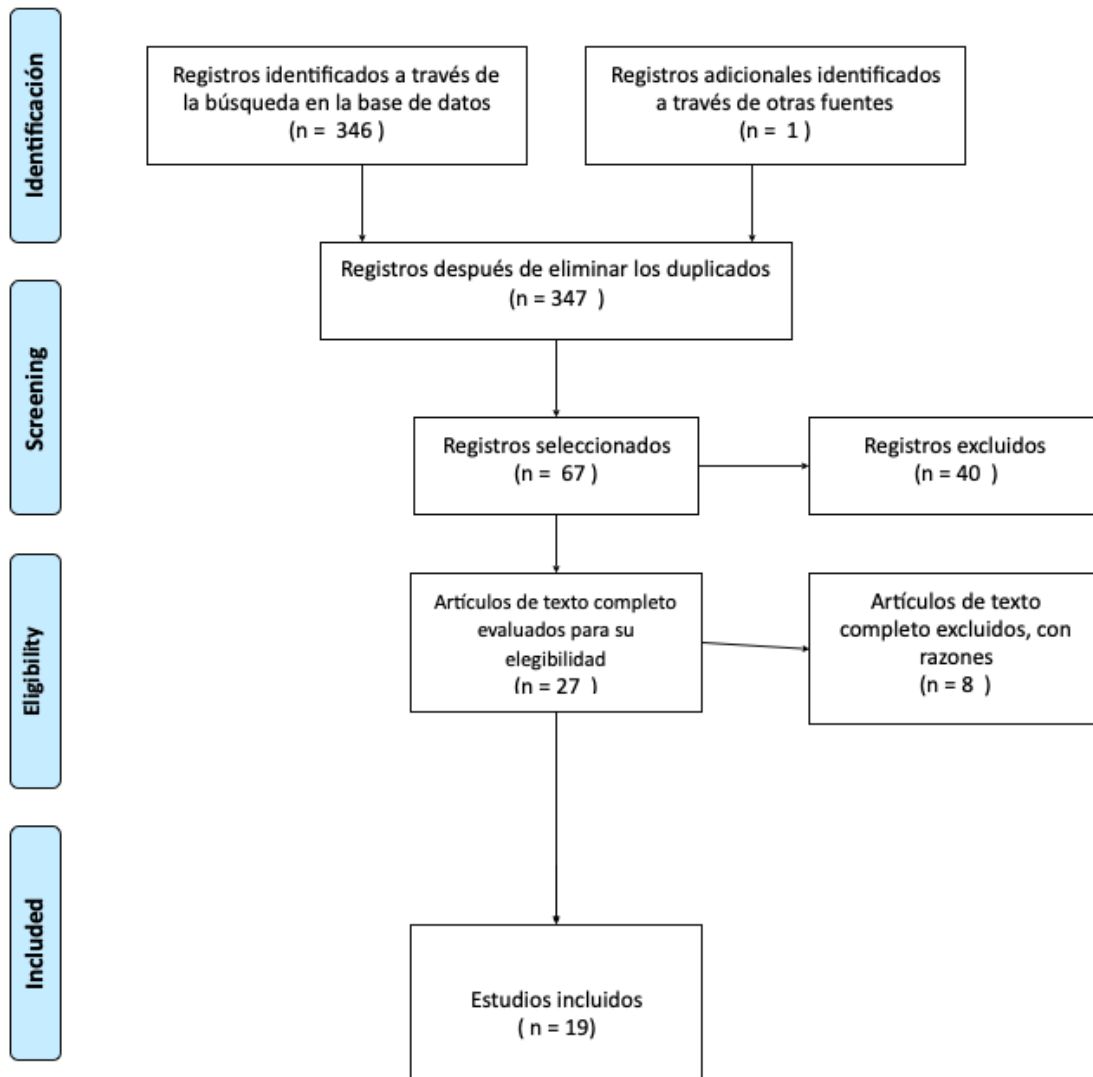 Identificación
Registros identificados a través de
la búsqueda en la base de datos
(n = 346 )
Registros adicionales identificados
a través de otras fuentes
(n = 1 )
Registros después de eliminar los duplicados
(n = 347 )
Screening
Registros seleccionados
(n = 67 )
Registros excluidos
(n = 40 )
Eligibility
Artículos de texto completo
evaluados para su
elegibilidad
(n = 27 )
Artículos de texto
completo excluidos, con
razones
(n = 8 )
Included
Estudios incluidos
( n = 19)